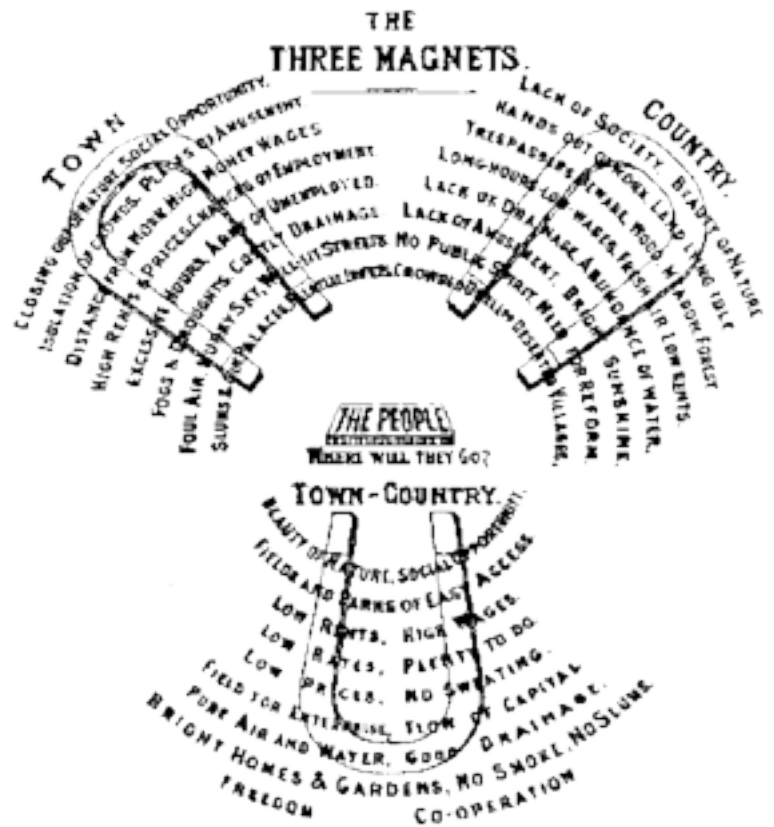 THE
THREE MAGNETS.
TOWN
CLOSING OUT OF NATURE. SOCIAL OPPORTUNITY.
ISOLATION OF CROWDS. PLACES OF AMUSEMENT
DISTANCE FROM WORK. HIGH MONEY WAGES
HIGH RENTS & PRICES. CHANCES OF EMPLOYMENT.
EXCESSIVE HOURS. ARMY OF UNEMPLOYED.
FOGS & DROUGHTS. COSTLY DRAINAGE.
FOUL AIR. MURKY SKY. WELL-LIT STREETS
SLUMS & GIN PALACES. PALATIAL EDIFICES.
COUNTRY.
LACK OF SOCIETY. BEAUTY OF NATURE
HANDS OUT OF WORK. LAND LYING IDLE
TRESPASSERS BEWARE. WOOD, MEADOW, FOREST
LONG HOURS-LOW WAGES. FRESH AIR LOW RENTS.
LACK OF DRAINAGE. ABUNDANCE OF WATER.
LACK OF AMUSEMENT. BRIGHT SUNSHINE.
NO PUBLIC SPIRIT. NEED FOR REFORM.
CROWDED DWELLINGS. DESERTED VILLAGES.
THE PEOPLE
WHERE WILL THEY GO?
TOWN-COUNTRY.
BEAUTY OF NATURE. SOCIAL OPPORTUNITY.
FIELDS AND PARKS OF EASY ACCESS
LOW RENTS, HIGH WAGES.
LOW RATES, PLENTY TO DO.
LOW PRICES, NO SWEATING.
FIELD FOR ENTERPRISE, FLOW OF CAPITAL
PURE AIR AND WATER, GOOD DRAINAGE.
BRIGHT HOMES & GARDENS, NO SMOKE, NO SLUMS
FREEDOM CO-OPERATION